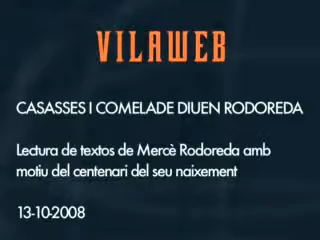 VILAWEB
CASASSES I COMELADE DIUEN RODOREDA
Lectura de textos de Mercè Rodoreda amb
motiu del centenari del seu naixement
13-10-2008